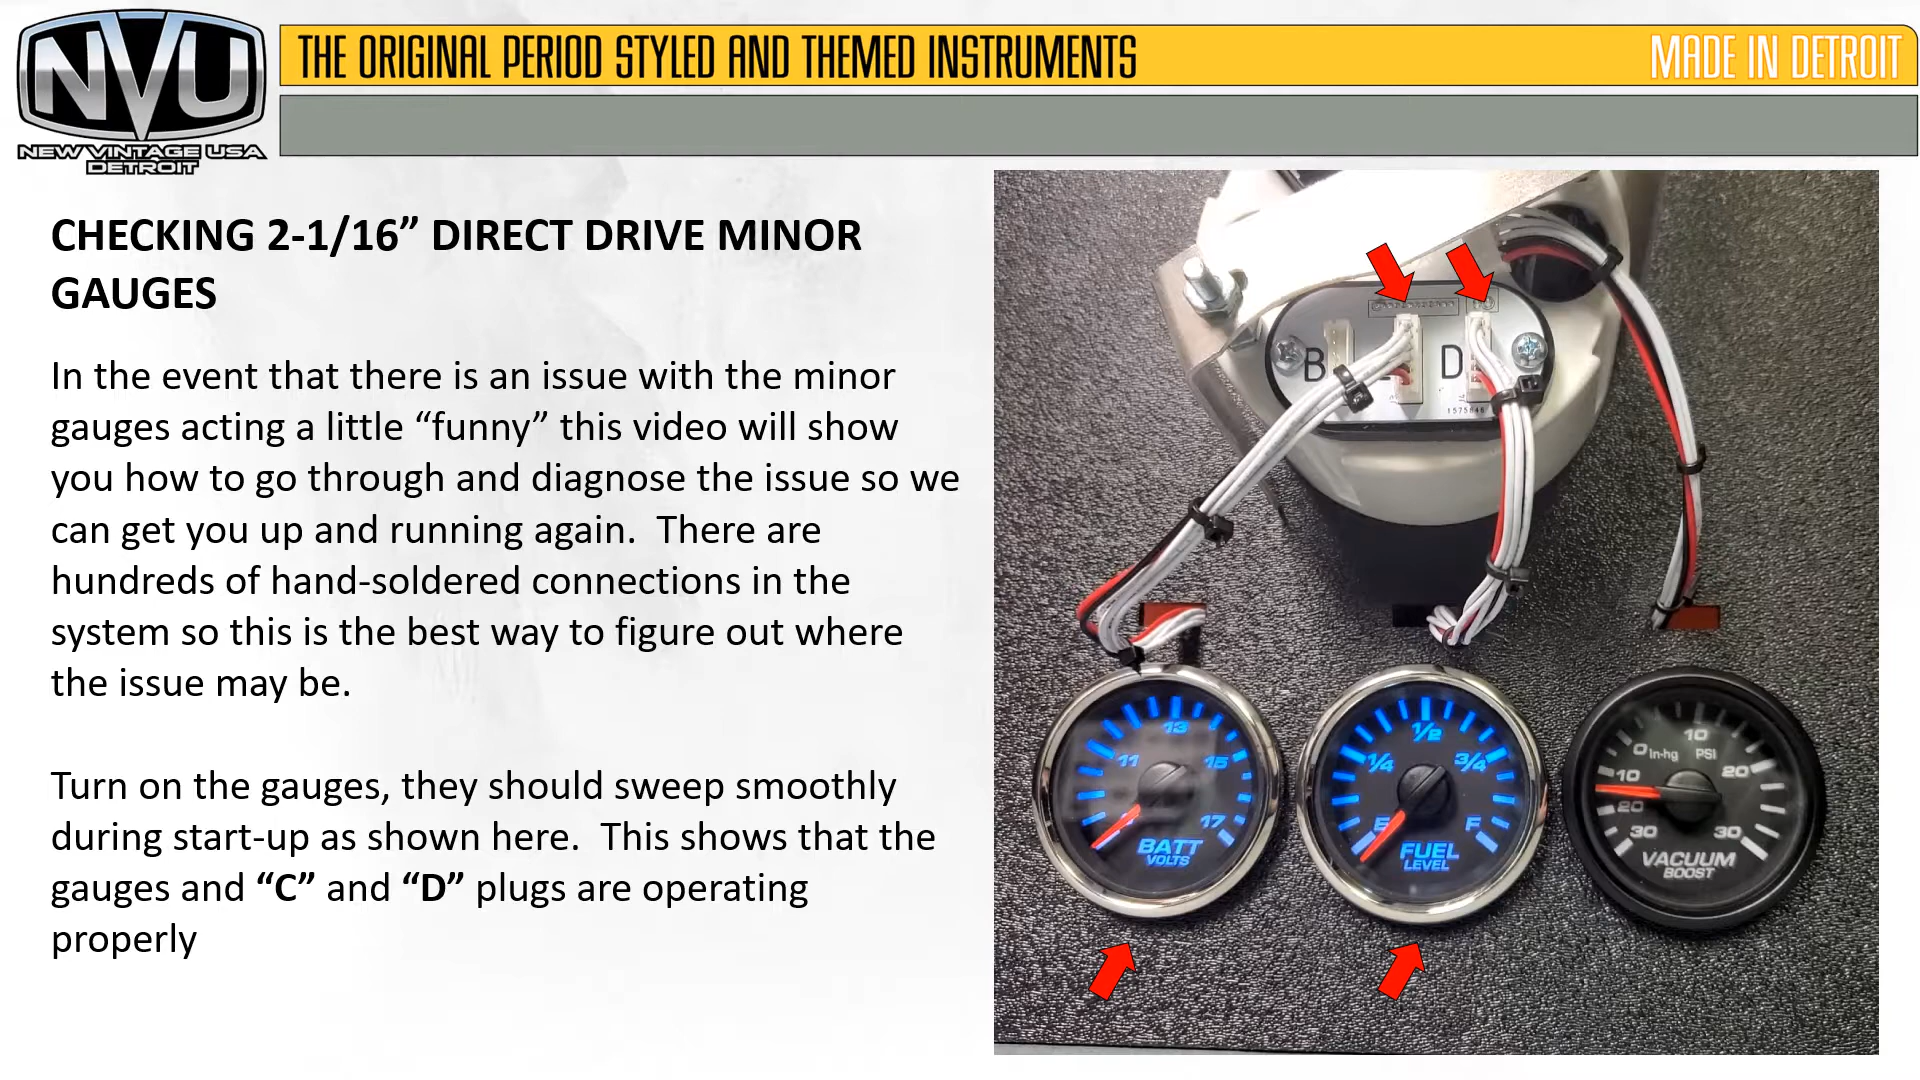 NVU
NEW VINTAGE USA
DETROIT
THE ORIGINAL PERIOD STYLED AND THEMED INSTRUMENTS
MADE IN DETROIT
CHECKING 2-1/16” DIRECT DRIVE MINOR
GAUGES
In the event that there is an issue with the minor
gauges acting a little “funny” this video will show
you how to go through and diagnose the issue so we
can get you up and running again.  There are
hundreds of hand-soldered connections in the
system so this is the best way to figure out where
the issue may be.
Turn on the gauges, they should sweep smoothly
during start-up as shown here.  This shows that the
gauges and “C” and “D” plugs are operating
properly
B
D
11
13
15
17
BATT
VOLTS
E
1/4
1/2
3/4
F
FUEL
LEVEL
30
20
10
0
In-hg
10
PSI
20
30
VACUUM
BOOST